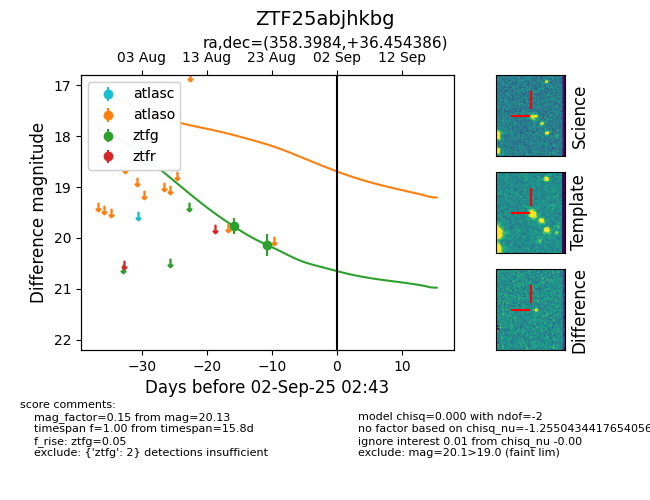 ZTF25abjhkbg
ra,dec=(358.3984,+36.454386)
03 Aug 13 Aug 23 Aug 02 Sep 12 Sep
17
18
19
20
21
22
Difference magnitude
atlasc
atlaso
ztfg
ztfr
−30 −20 −10 0 10
Days before 02-Sep-25 02:43
Science
Template
Difference
score comments:
mag_factor=0.15 from mag=20.13
timespan f=1.00 from timespan=15.8d
f_rise: ztfg=0.05
exclude: {'ztfg': 2} detections insufficient
model chisq=0.000 with ndof=-2
no factor based on chisq_nu=-1.2550434417654056
ignore interest 0.01 from chisq_nu -0.00
exclude: mag=20.1>19.0 (faint lim)